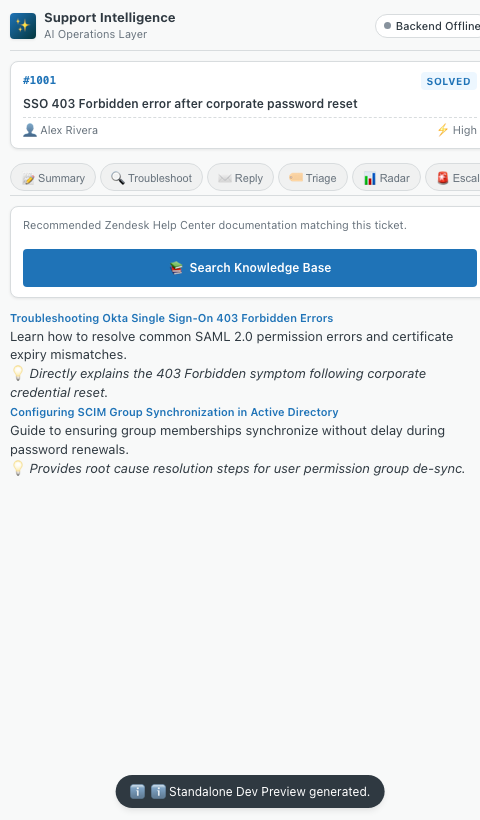 Support Intelligence
AI Operations Layer
Backend Offline
#1001
SOLVED
SSO 403 Forbidden error after corporate password reset
Alex Rivera
High
Summary
Troubleshoot
Reply
Triage
Radar
Escal
Recommended Zendesk Help Center documentation matching this ticket.
Search Knowledge Base
Troubleshooting Okta Single Sign-On 403 Forbidden Errors
Learn how to resolve common SAML 2.0 permission errors and certificate
expiry mismatches.
Directly explains the 403 Forbidden symptom following corporate
credential reset.
Configuring SCIM Group Synchronization in Active Directory
Guide to ensuring group memberships synchronize without delay during
password renewals.
Provides root cause resolution steps for user permission group de-sync.
ℹ️ ℹ️ Standalone Dev Preview generated.